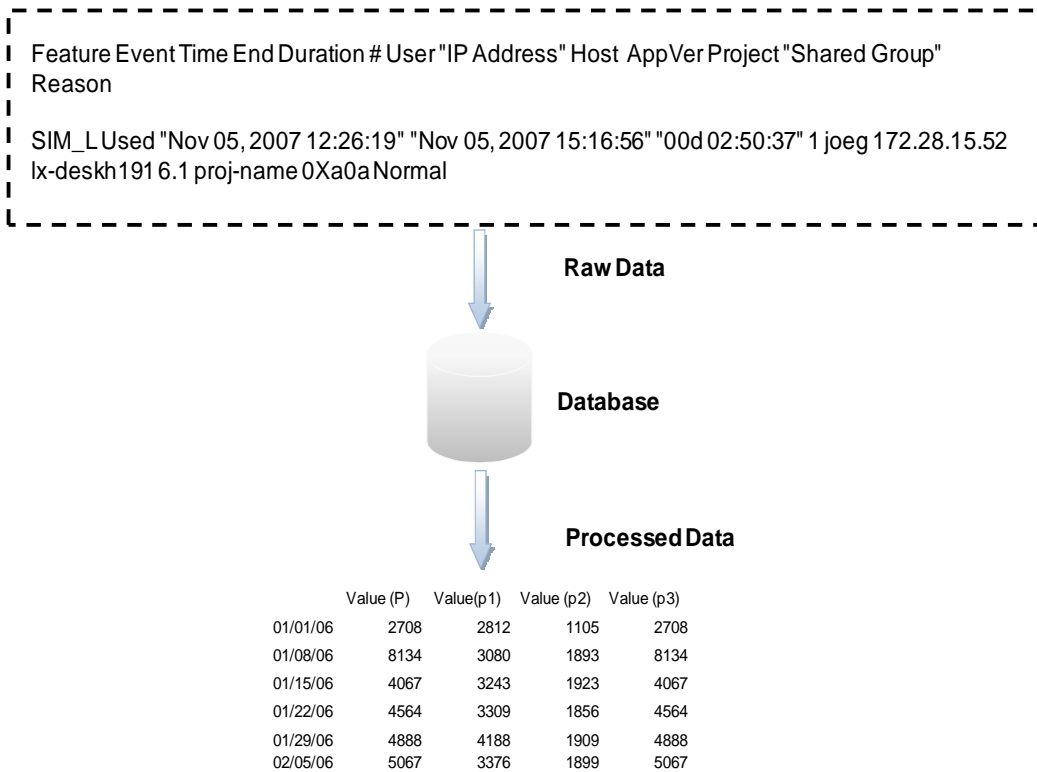 Feature Event Time End Duration # User "IP Address" Host AppVer Project "Shared Group"
Reason
SIM_L Used "Nov 05, 2007 12:26:19" "Nov 05, 2007 15:16:56" "00d 02:50:37" 1 joeg 172.28.15.52
lx-deskh191 6.1 proj-name 0Xa0a Normal
Raw Data
Database
Processed Data
Value (P) Value(p1) Value (p2) Value (p3)
01/01/06 2708 2812 1105 2708
01/08/06 8134 3080 1893 8134
01/15/06 4067 3243 1923 4067
01/22/06 4564 3309 1856 4564
01/29/06 4888 4188 1909 4888
02/05/06 5067 3376 1899 5067